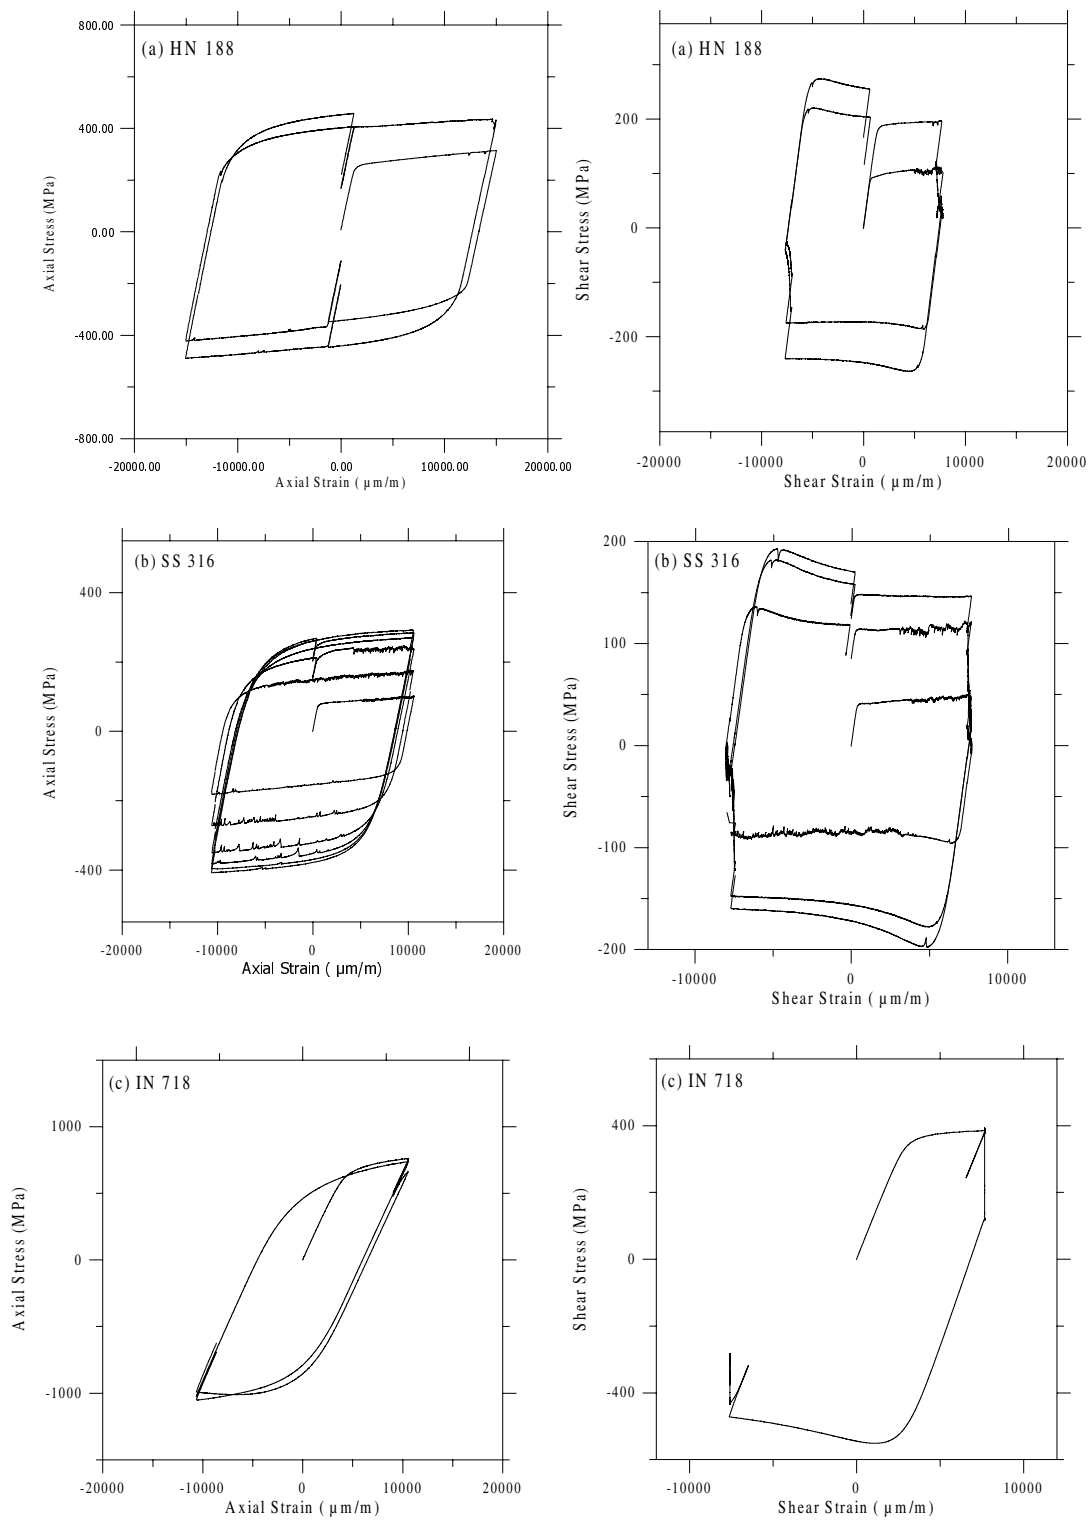 (a) HN 188
800.00
400.00
0.00
-400.00
-800.00
Axial Stress (MPa)
-20000.00 -10000.00 0.00 10000.00 20000.00
Axial Strain ( µm/m)
(a) HN 188
200
0
-200
Shear Stress (MPa)
-20000 -10000 0 10000 20000
Shear Strain ( µm/m)
(b) SS 316
400
0
-400
Axial Stress (MPa)
-20000 -10000 0 10000 20000
Axial Strain ( µm/m)
(b) SS 316
200
100
0
-100
-200
Shear Stress (MPa)
-10000 0 10000
Shear Strain ( µm/m)
(c) IN 718
1000
0
-1000
Axial Stress (MPa)
-20000 -10000 0 10000 20000
Axial Strain ( µm/m)
(c) IN 718
400
0
-400
Shear Stress (MPa)
-10000 0 10000
Shear Strain ( µm/m)